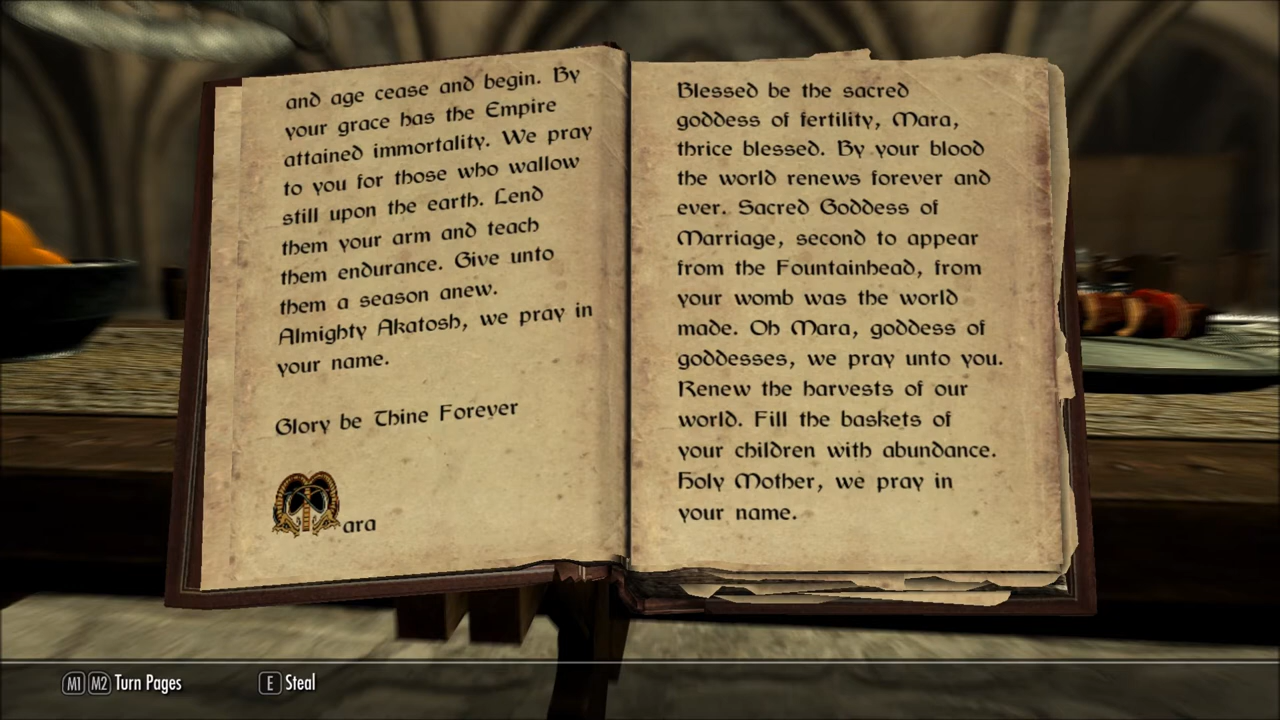 and age cease and begin. By
your grace has the Empire
attained immortality. We pray
to you for those who wallow
still upon the earth. Lend
them your arm and teach
them endurance. Give unto
them a season anew.
Almighty Akatosh, we pray in
your name.
Glory be Thine Forever
Mara
Blessed be the sacred
goddess of fertility, Mara,
thrice blessed. By your blood
the world renews forever and
ever. Sacred Goddess of
Marriage, second to appear
from the Fountainhead, from
your womb was the world
made. Oh Mara, goddess of
goddesses, we pray unto you.
Renew the harvests of our
world. Fill the baskets of
your children with abundance.
Holy Mother, we pray in
your name.
M1 M2 Turn Pages
E Steal